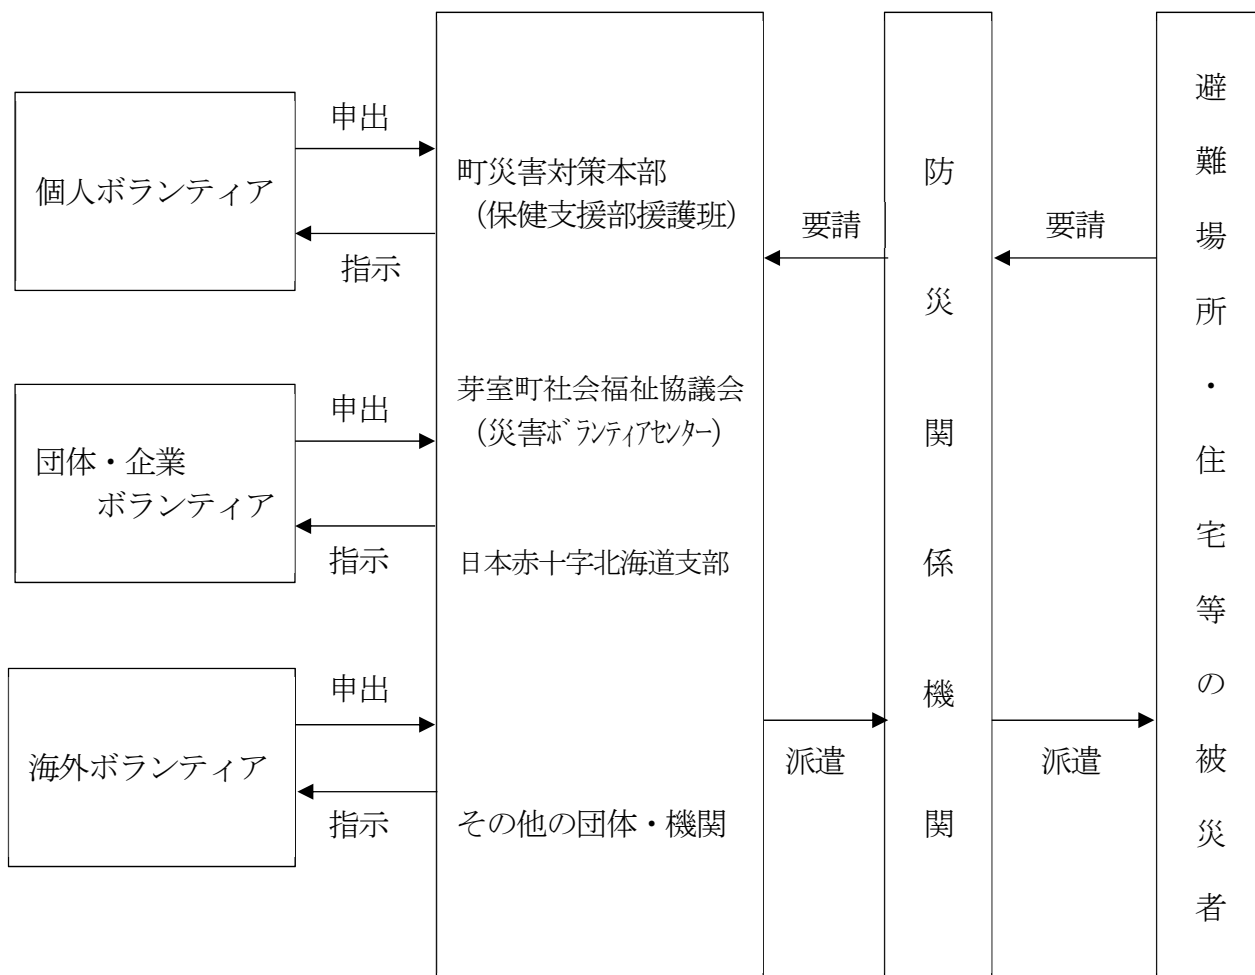 個人ボランティア
申出
指示
団体・企業
ボランティア
申出
指示
海外ボランティア
申出
指示
町災害対策本部
（保健支援部援護班）
芽室町社会福祉協議会
（災害ﾎﾞﾗﾝﾃｨｱｾﾝﾀｰ）
日本赤十字北海道支部
その他の団体・機関
要請
派遣
防災関係機関
要請
派遣
避難場所・住宅等の被災者